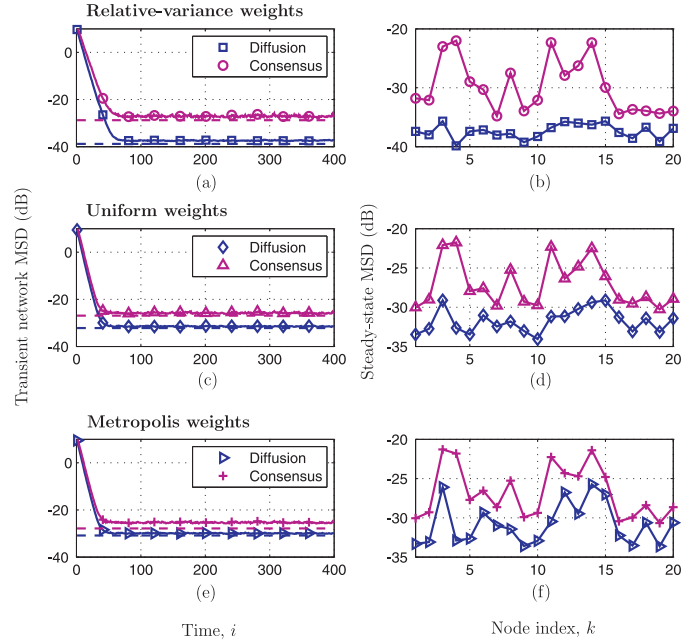 Relative-variance weights
0
-20
-40
0
100
200
300
400
Diffusion
Consensus
(a)
-20
-30
-40
5
10
15
20
(b)
Uniform weights
0
-20
-40
0
100
200
300
400
Diffusion
Consensus
(c)
-20
-25
-30
-35
5
10
15
20
(d)
Metropolis weights
0
-20
-40
0
100
200
300
400
Diffusion
Consensus
(e)
-20
-25
-30
-35
5
10
15
20
(f)
Transient network MSD (dB)
Steady-state MSD (dB)
Time, i
Node index, k